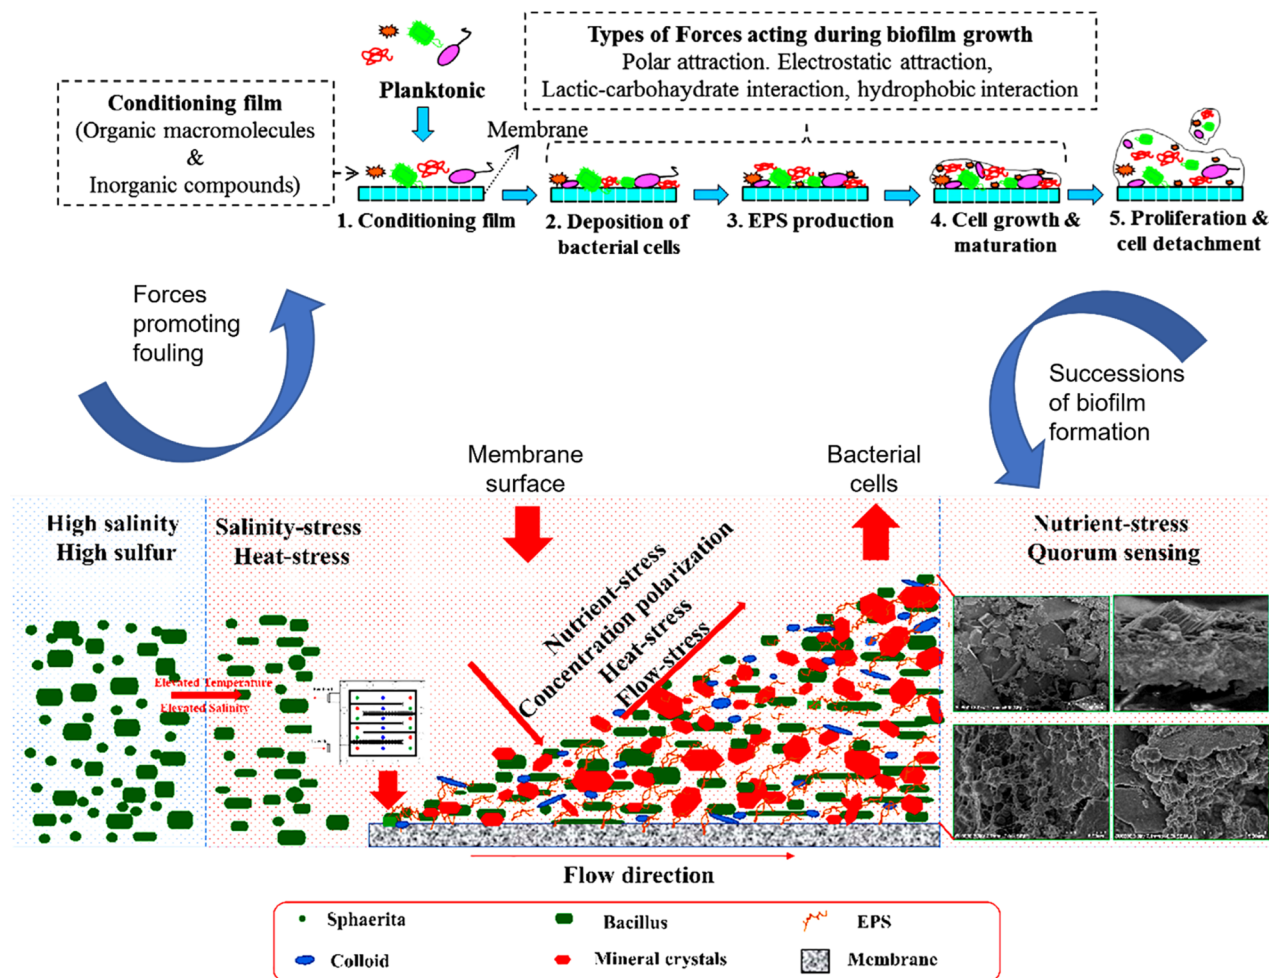 Types of Forces acting during biofilm growth
Polar attraction. Electrostatic attraction,
Lactic-carbohaydrate interaction, hydrophobic interaction
Planktonic
Conditioning film
(Organic macromolecules
&
Inorganic compounds)
Membrane
1. Conditioning film
2. Deposition of
bacterial cells
3. EPS production
4. Cell growth &
maturation
5. Proliferation &
cell detachment
Forces
promoting
fouling
Successions
of biofilm
formation
Membrane
surface
Bacterial
cells
High salinity
High sulfur
Salinity-stress
Heat-stress
Nutrient-stress
Concentration polarization
Heat-stress
Flow-stress
Nutrient-stress
Quorum sensing
Elevated Temperature
Elevated Salinity
Flow direction
Sphaerita
Bacillus
EPS
Colloid
Mineral crystals
Membrane